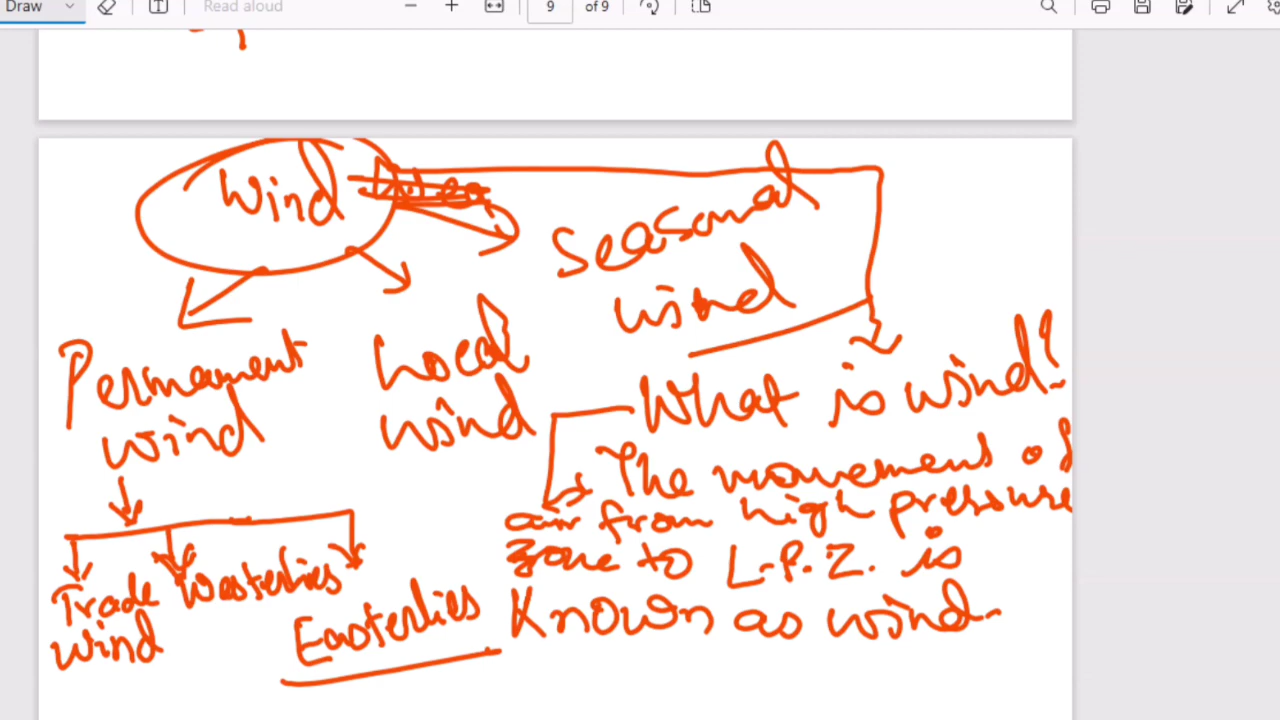 Draw
Read aloud
9 of 9
Wind
Seasonal
wind
Permanent
wind
Local
wind
What is wind?
The movement of
air from high pressure
zone to L.P.Z. is
Known as wind.
Trade
wind
Westerlies
Easterlies